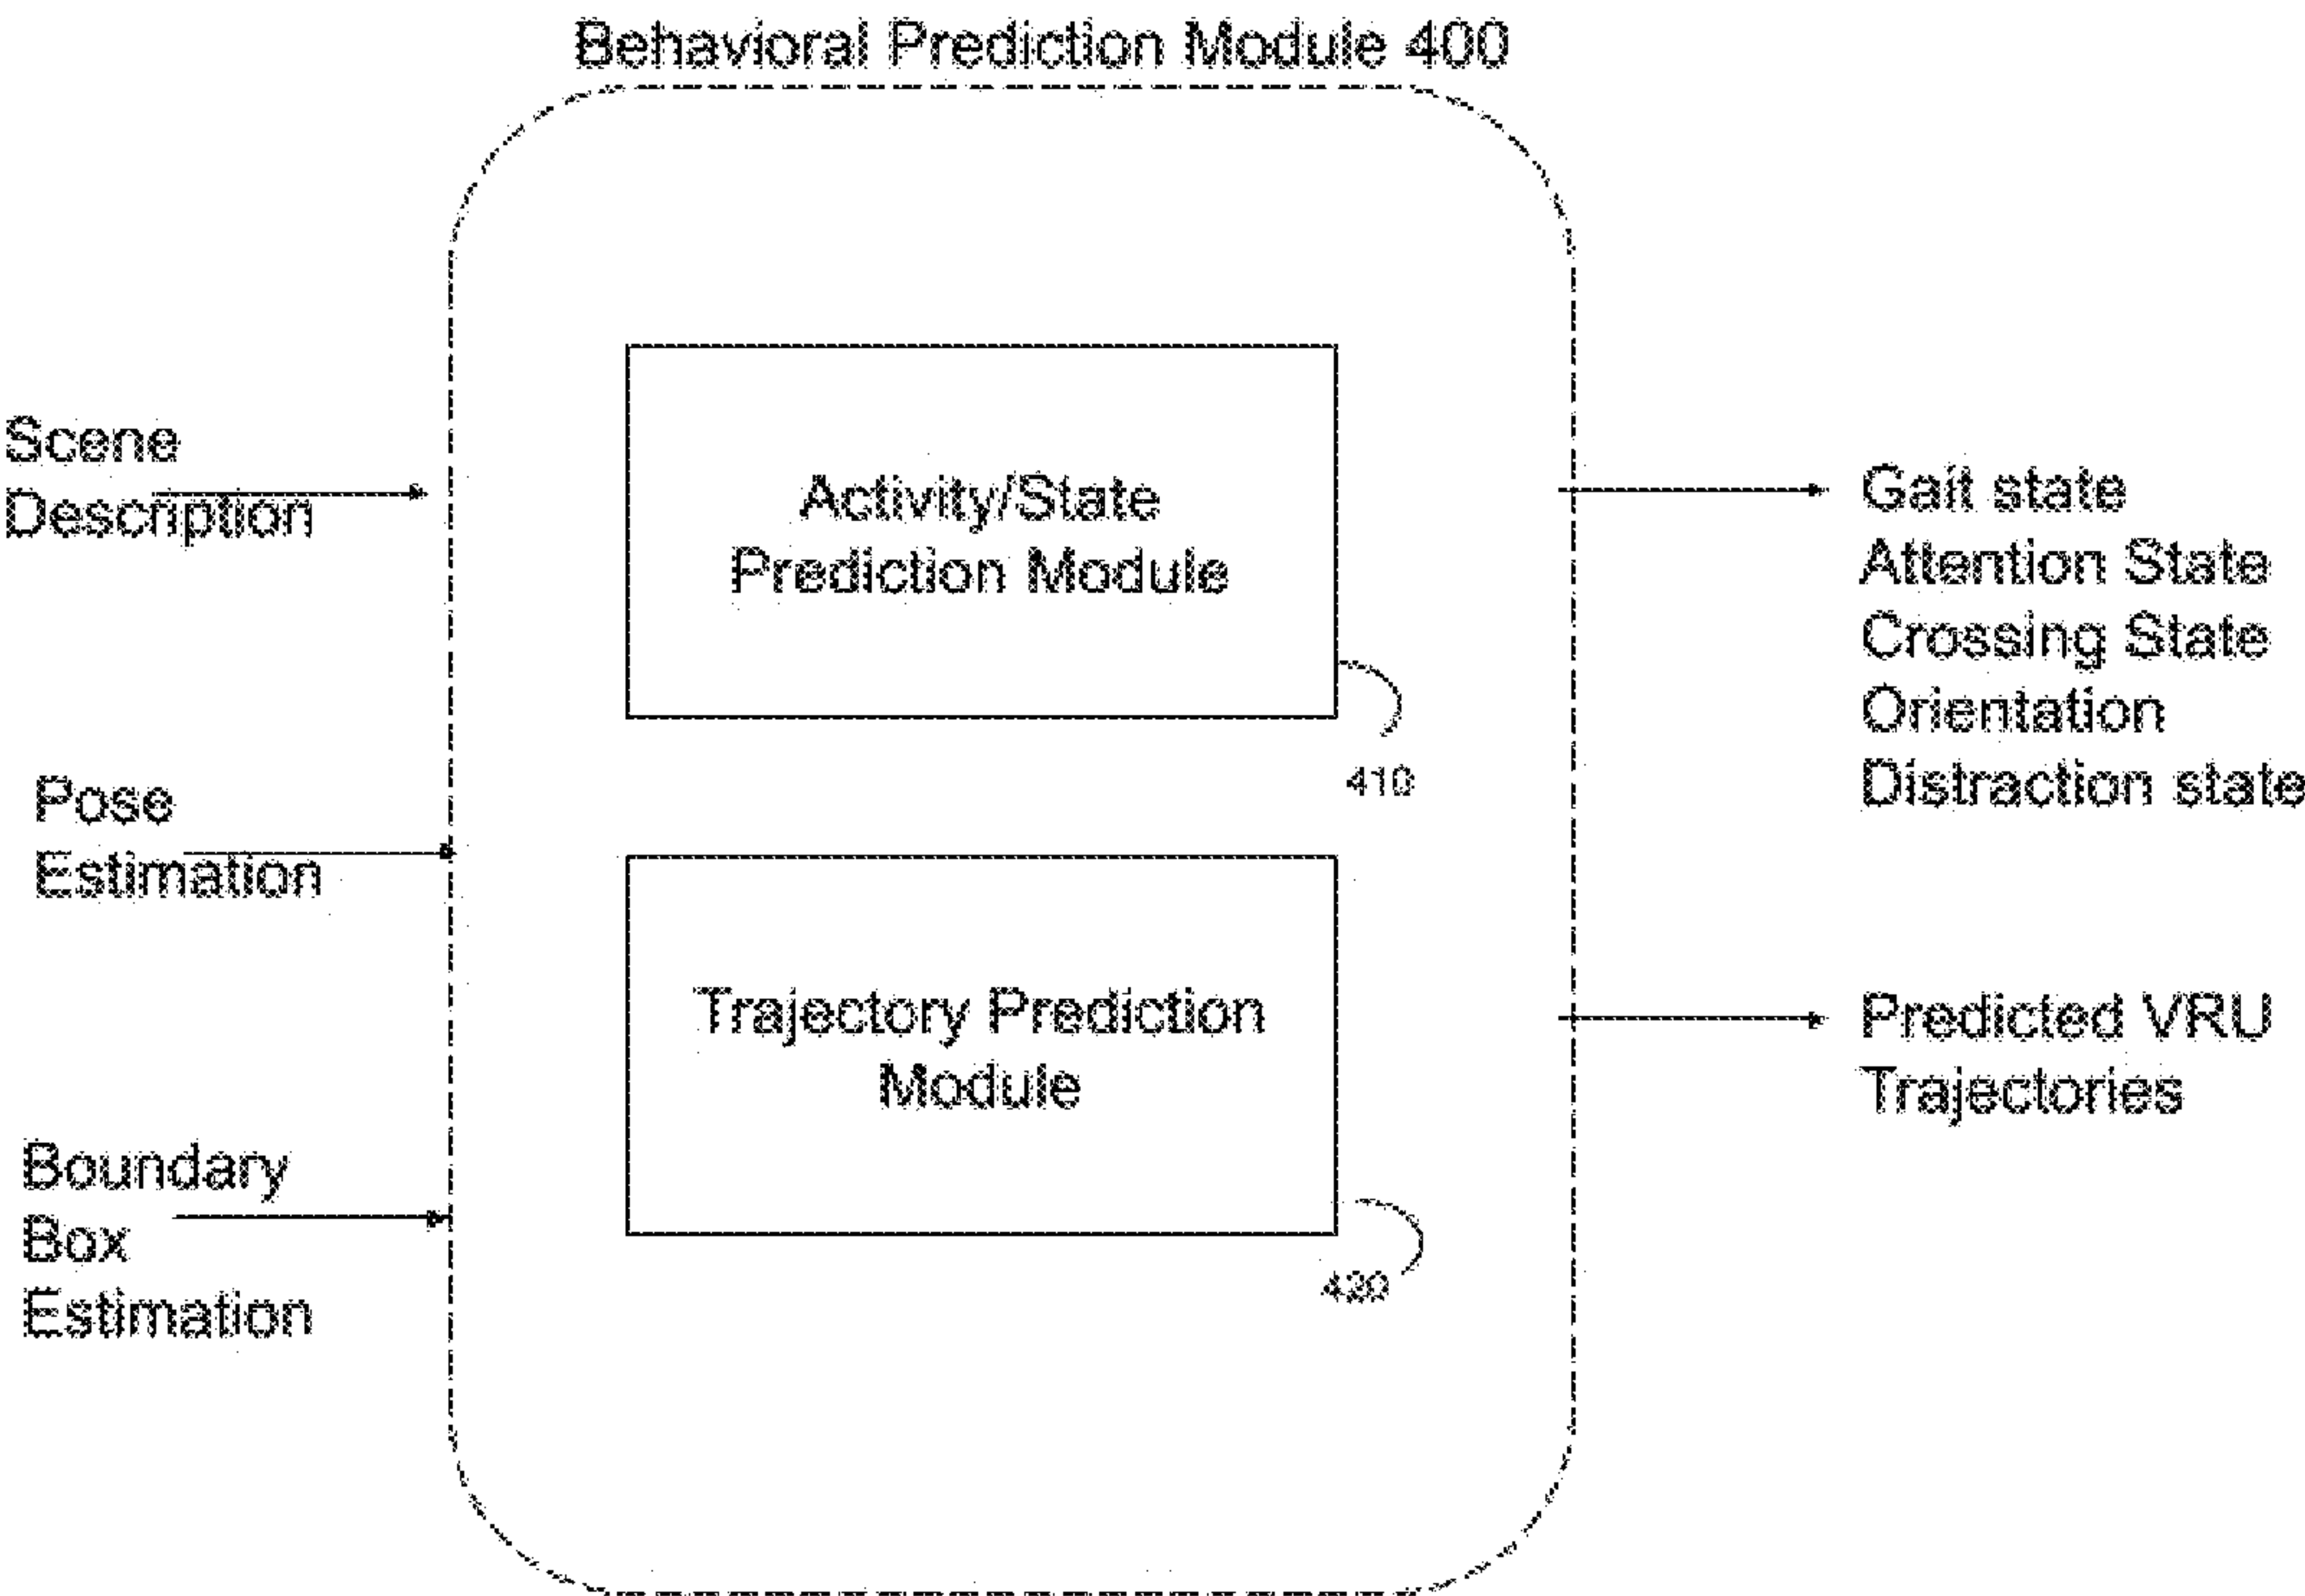 Behavioral Prediction Module 400
Scene
Description
Pose
Estimation
Boundary
Box
Estimation
Activity/State
Prediction Module
410
Trajectory Prediction
Module
420
Gait state
Attention State
Crossing State
Orientation
Distraction state
Predicted VRU
Trajectories